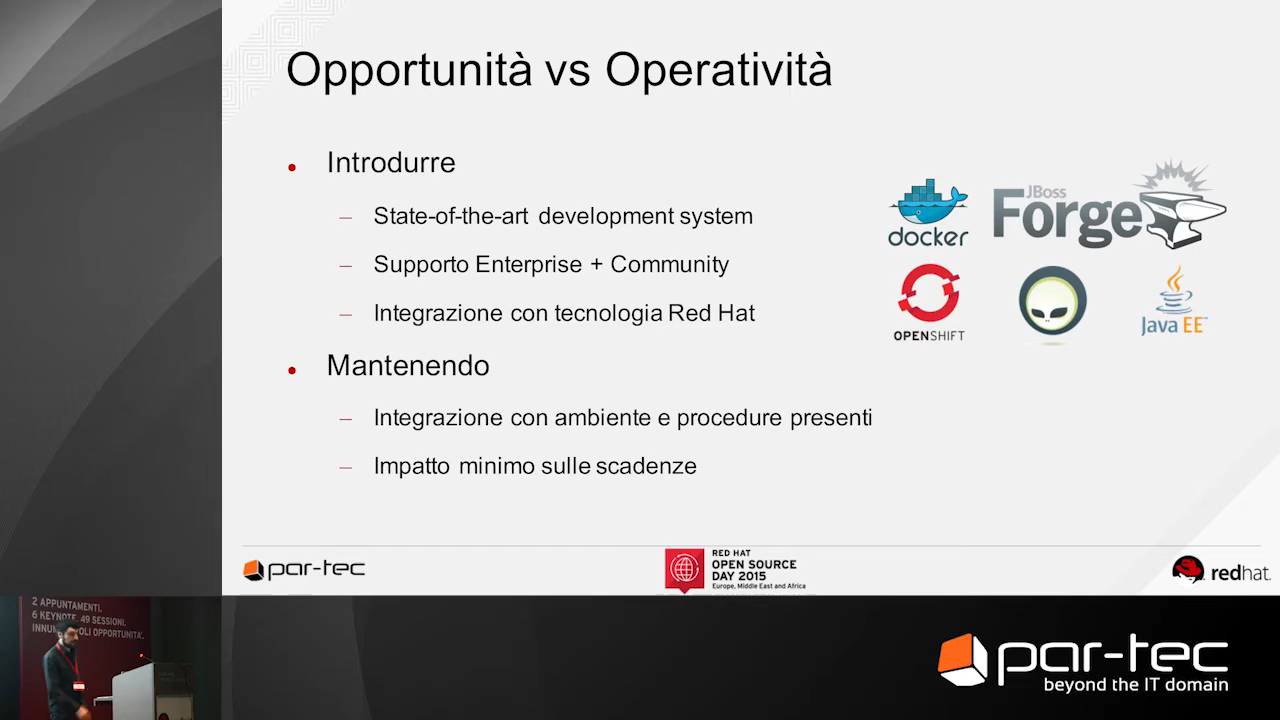 Opportunità vs Operatività
Introdurre
– State-of-the-art development system
– Supporto Enterprise + Community
– Integrazione con tecnologia Red Hat
Mantenendo
– Integrazione con ambiente e procedure presenti
– Impatto minimo sulle scadenze
docker
JBoss
Forge
OPENSHIFT
Java EE™
par-tec
RED HAT
OPEN SOURCE
DAY 2015
Europe, Middle East and Africa
redhat.
2 APPUNTAMENTI.
6 KEYNOTE, 49 SESSIONI.
OPPORTUNITA'.
par-tec
beyond the IT domain